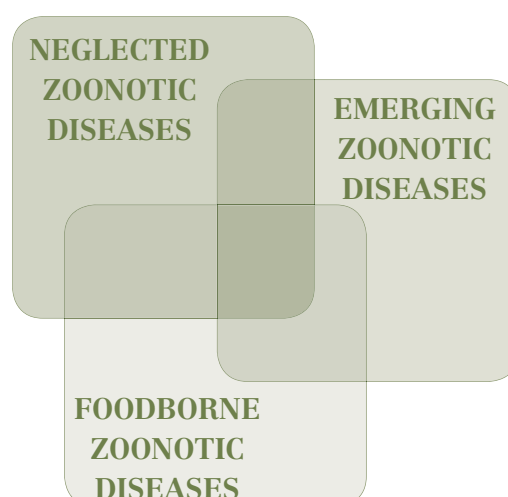 NEGLECTED
ZOONOTIC
DISEASES
EMERGING
ZOONOTIC
DISEASES
FOODBORNE
ZOONOTIC
DISEASES